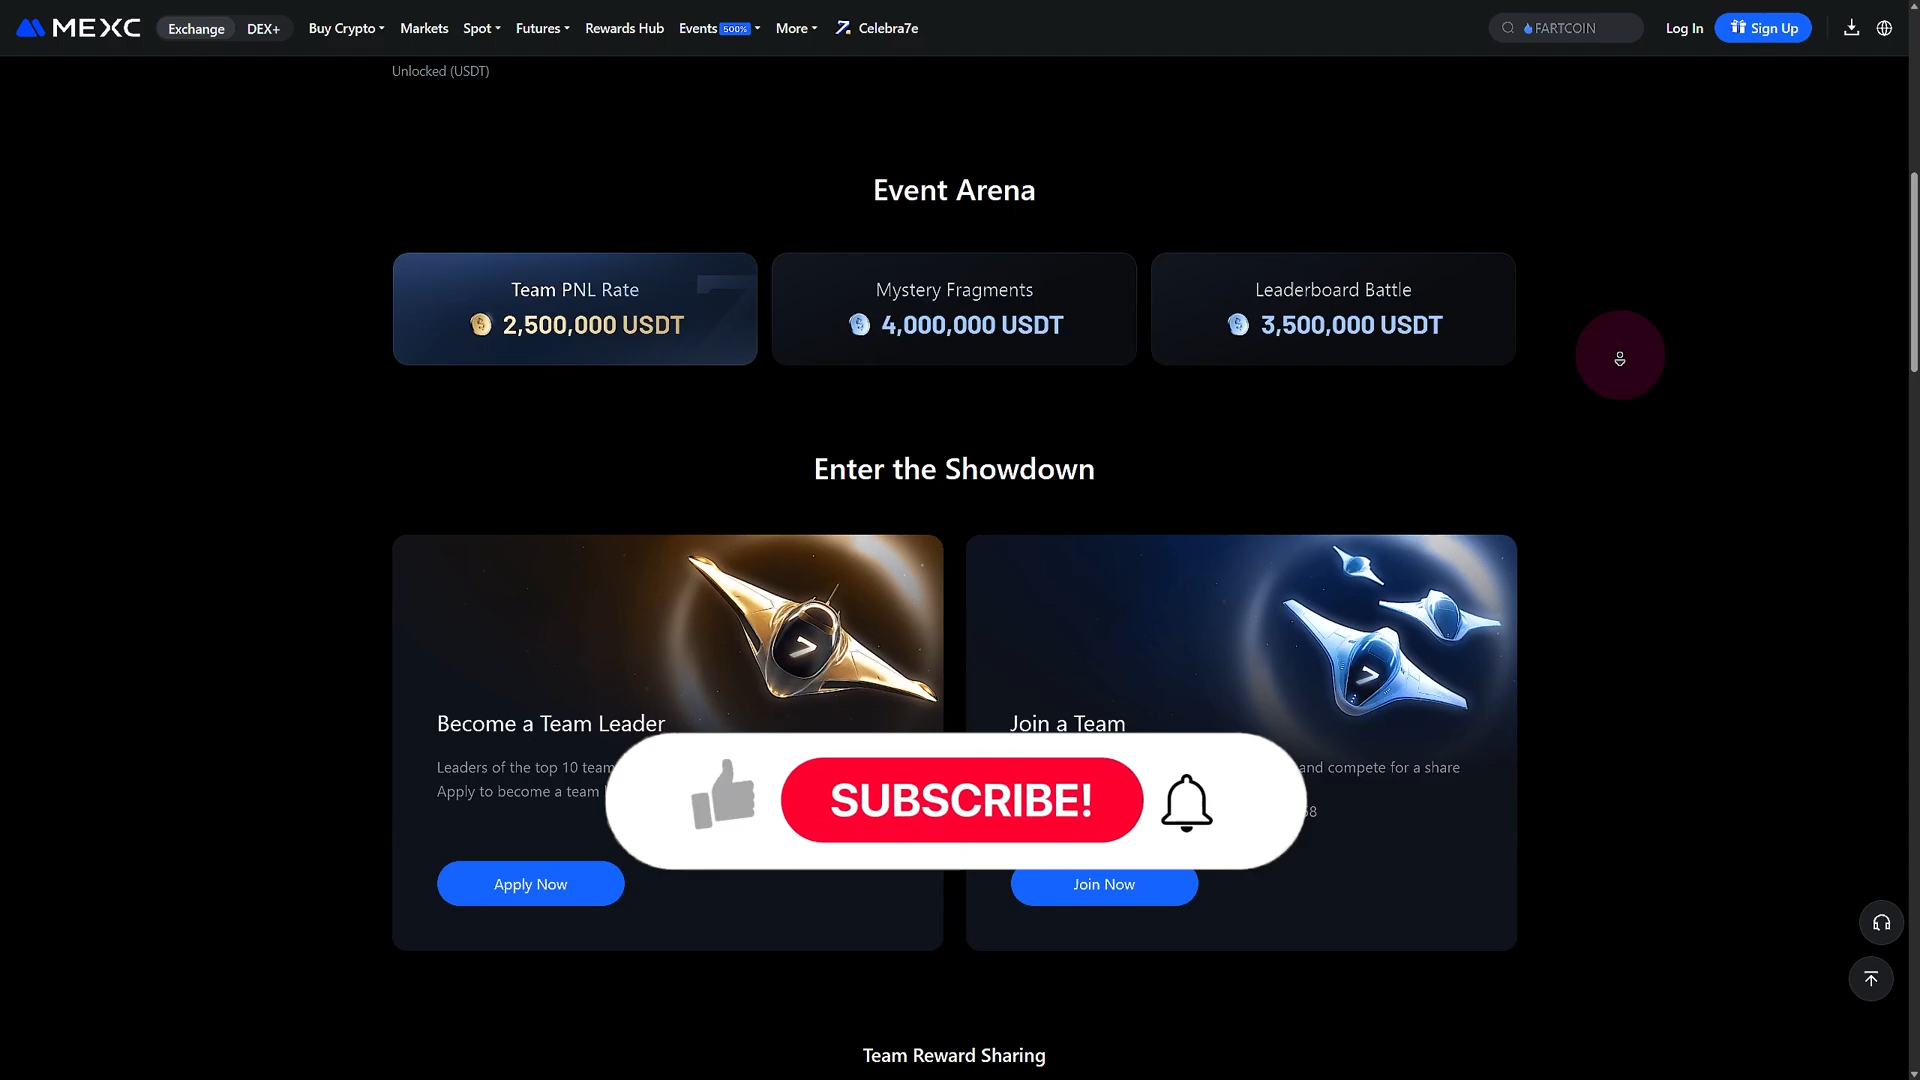 MEXC Exchange DEX+ Buy Crypto Markets Spot Futures Rewards Hub Events 500% More Celebra7e FARTCOIN Log In Sign Up
Unlocked (USDT)
Event Arena
Team PNL Rate
2,500,000 USDT
Mystery Fragments
4,000,000 USDT
Leaderboard Battle
3,500,000 USDT
Enter the Showdown
Become a Team Leader
Leaders of the top 10 team
Apply to become a team
Apply Now
Join a Team
and compete for a share
Join Now
SUBSCRIBE!
Team Reward Sharing